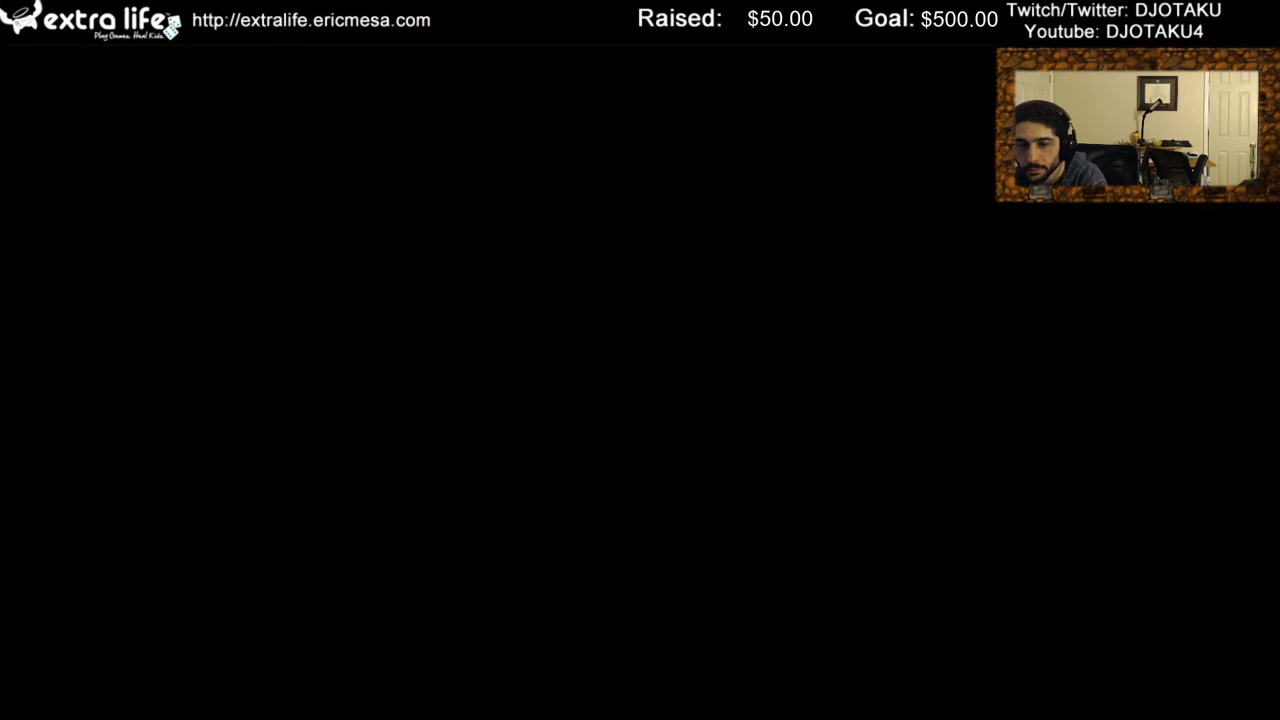 extra life
Play Games. Heal Kids.
http://extralife.ericmesa.com
Raised: $50.00 Goal: $500.00
Twitch/Twitter: DJOTAKU
Youtube: DJOTAKU4